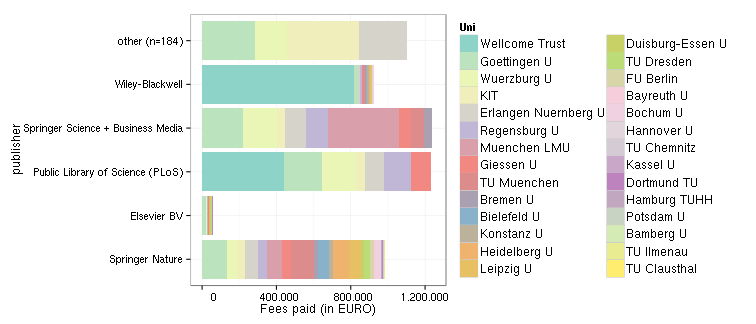 publisher
other (n=184)
Wiley-Blackwell
Springer Science + Business Media
Public Library of Science (PLoS)
Elsevier BV
Springer Nature
0 400.000 800.000 1.200.000
Fees paid (in EURO)
Uni
Wellcome Trust
Goettingen U
Wuerzburg U
KIT
Erlangen Nuernberg U
Regensburg U
Muenchen LMU
Giessen U
TU Muenchen
Bremen U
Bielefeld U
Konstanz U
Heidelberg U
Leipzig U
Duisburg-Essen U
TU Dresden
FU Berlin
Bayreuth U
Bochum U
Hannover U
TU Chemnitz
Kassel U
Dortmund TU
Hamburg TUHH
Potsdam U
Bamberg U
TU Ilmenau
TU Clausthal